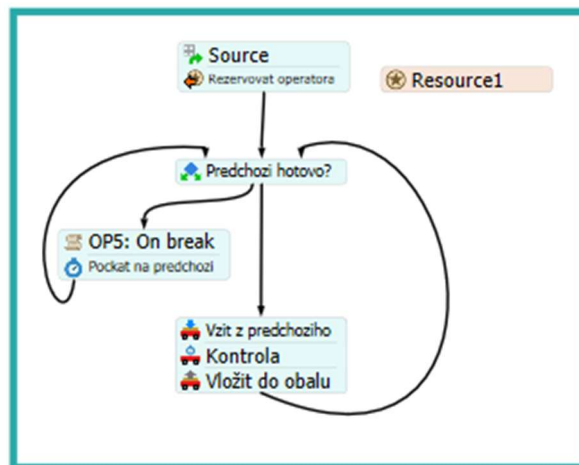 Source
Rezervovat operatora
Resource1
Predchozi hotovo?
OP5: On break
Pockat na predchozi
Vzit z predchoziho
Kontrola
Vložit do obalu